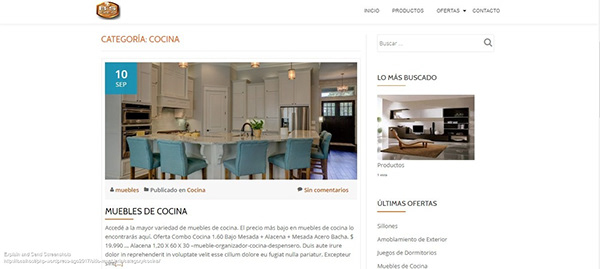 INICIO PRODUCTOS OFERTAS CONTACTO
CATEGORÍA: COCINA
Buscar ...
10
SEP
LO MÁS BUSCADO
Productos
muebles Publicado en Cocina Sin comentarios
MUEBLES DE COCINA
Accedé a la mayor variedad de muebles de cocina. El precio más bajo en muebles de cocina lo
encontrarás aquí. Oferta Combo Cocina 1.60 Bajo Mesada + Alacena + Mesada Acero Bacha. $
19.990 ... Alacena 1,20 X 60 X 30 –mueble-organizador-cocina-despensero. Duis aute irure
dolor in reprehenderit in voluptate velit esse cillum dolore eu fugiat nulla pariatur. Excepteur
ÚLTIMAS OFERTAS
Sillones
Amoblamiento de Exterior
Juegos de Dormitorios
Muebles de Cocina